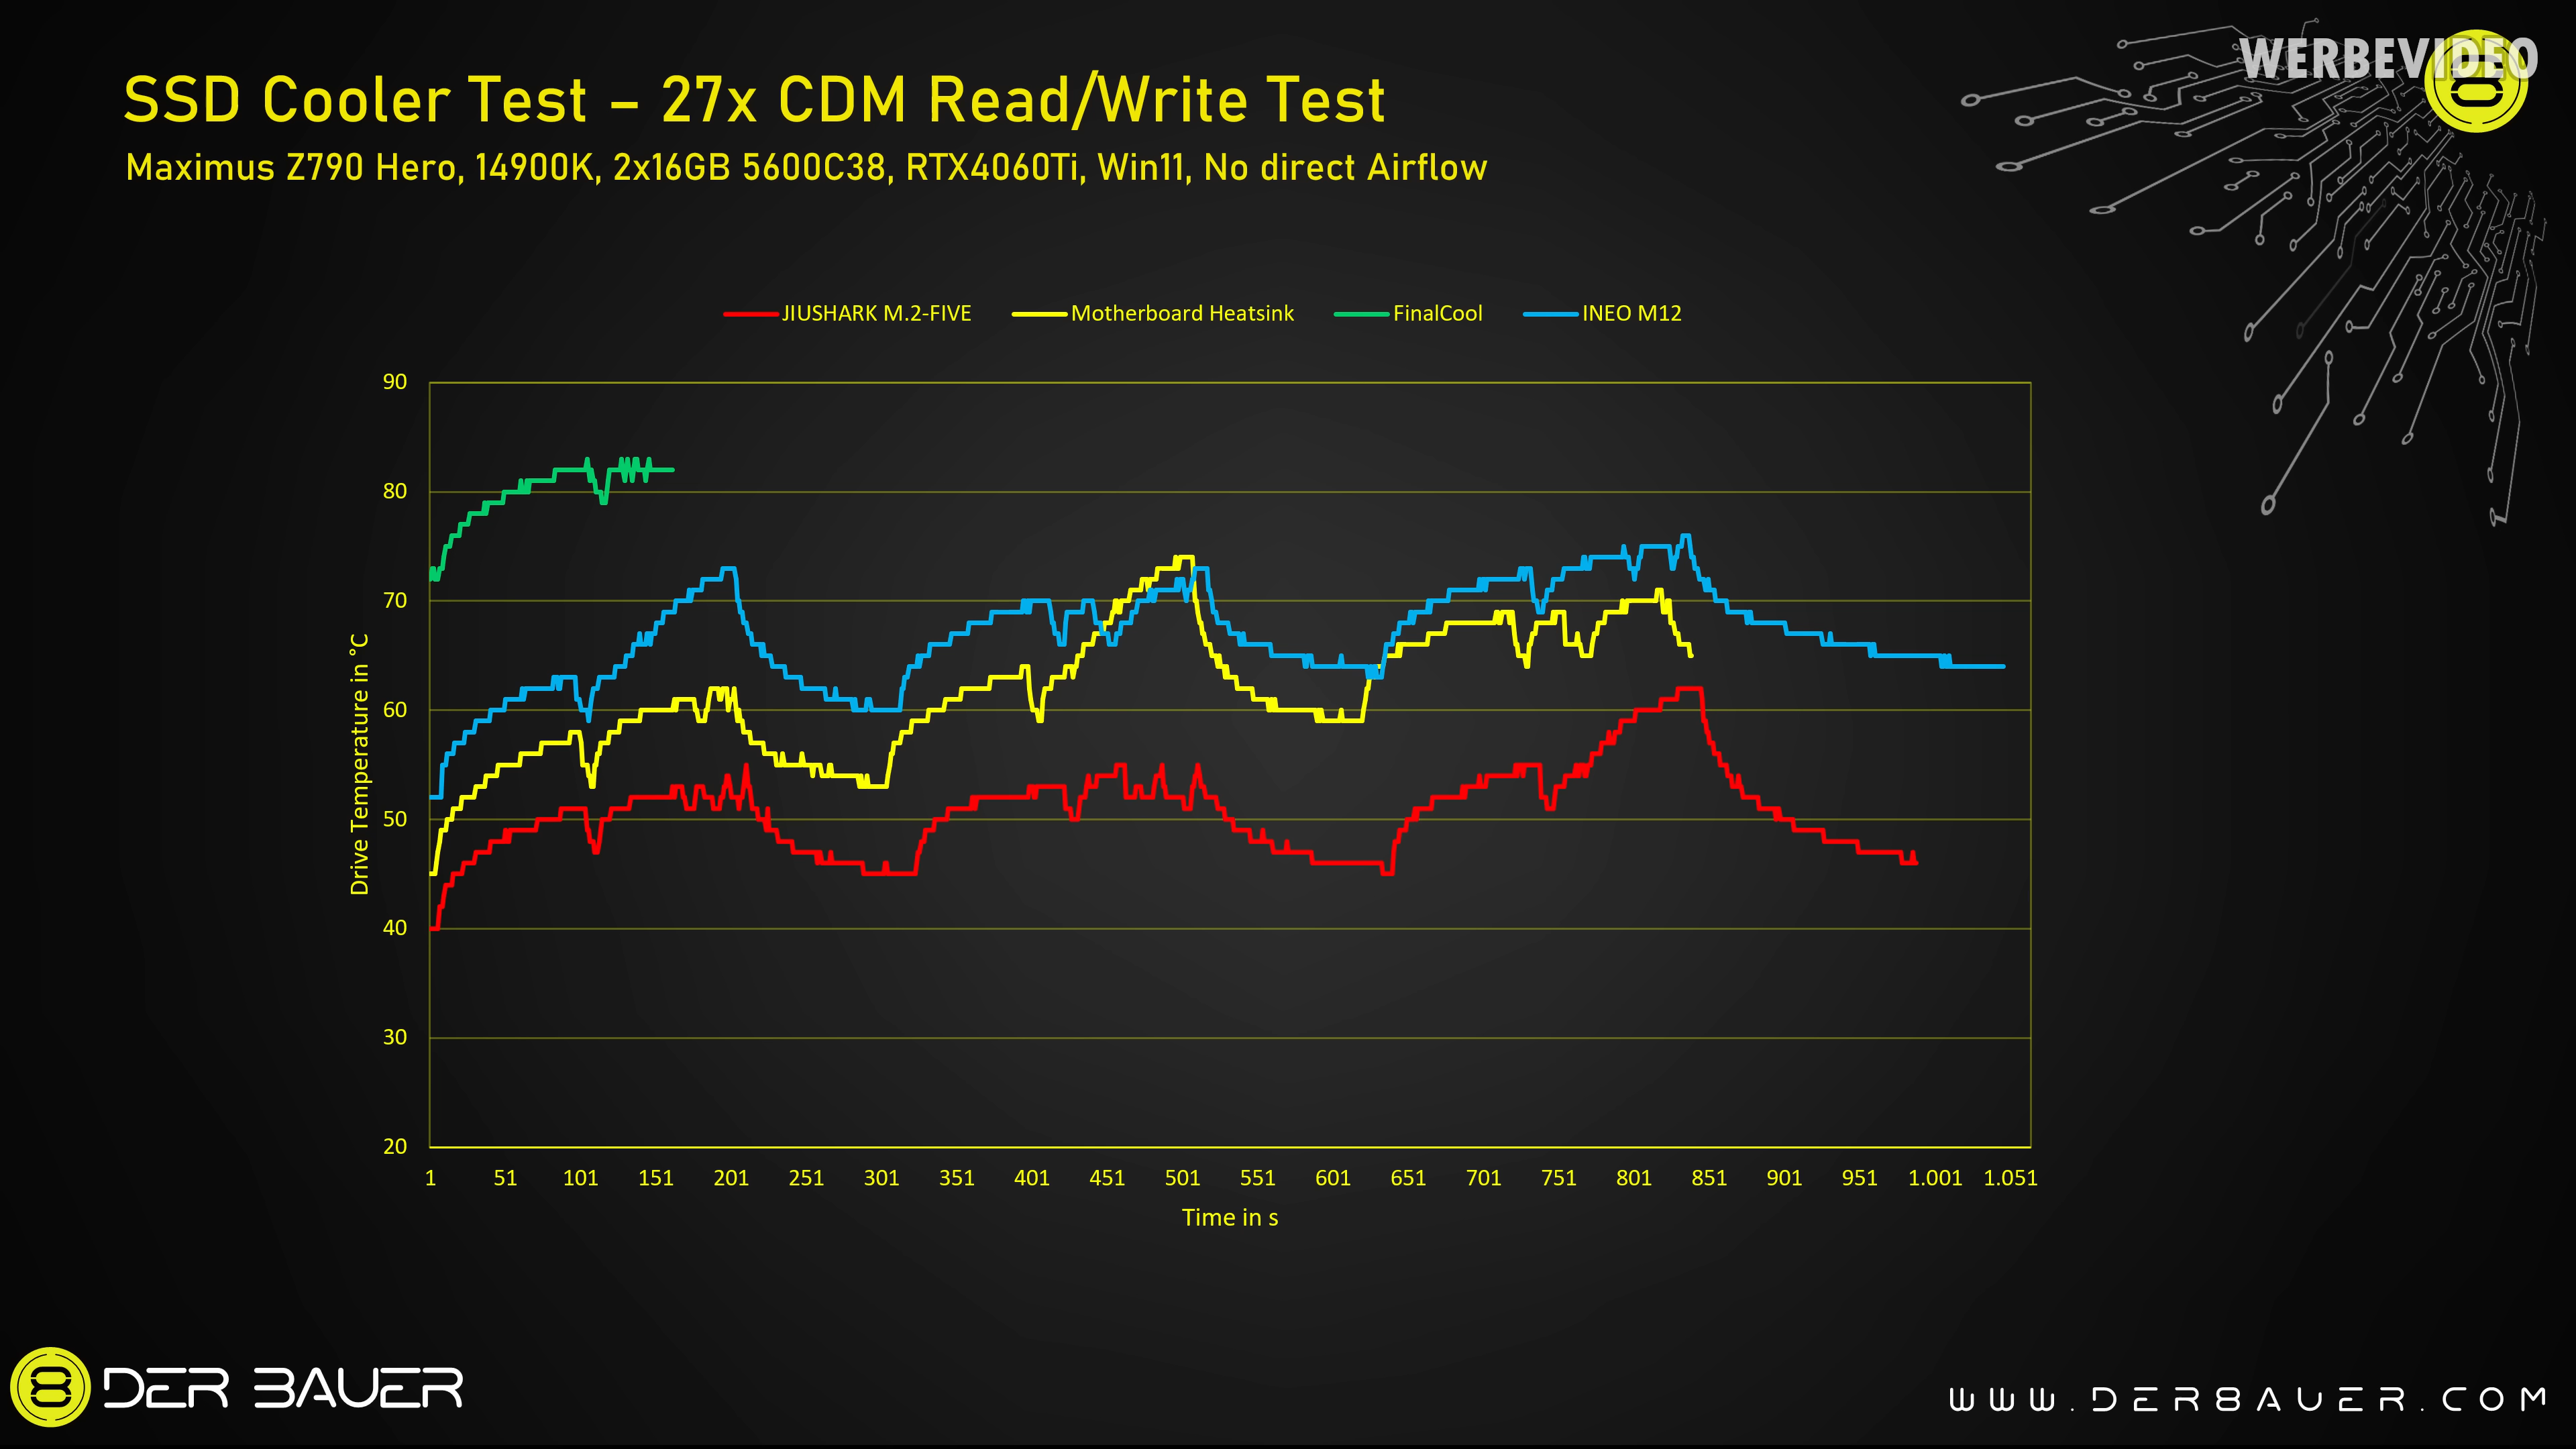 WERBEVIDEO
SSD Cooler Test – 27x CDM Read/Write Test
Maximus Z790 Hero, 14900K, 2x16GB 5600C38, RTX4060Ti, Win11, No direct Airflow
JIUSHARK M.2-FIVE Motherboard Heatsink FinalCool INEO M12
90
80
70
60
50
40
30
20
Drive Temperature in °C
1 51 101 151 201 251 301 351 401 451 501 551 601 651 701 751 801 851 901 951 1.001 1.051
Time in s
DER 8AUER
WWW.DER8AUER.COM